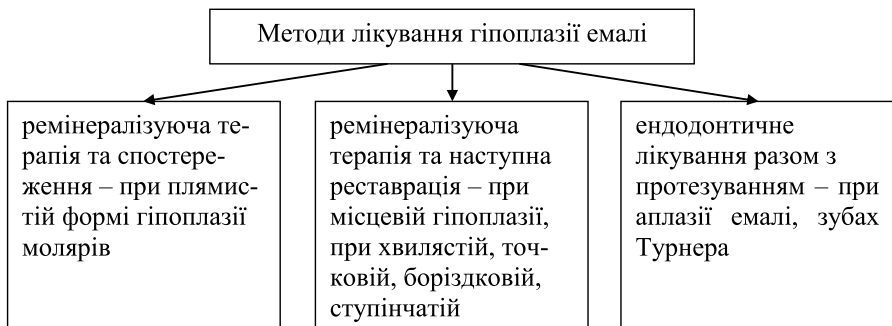 Методи лікування гіпоплазії емалі
ремінералізуюча те-
рапія та спостере-
ження – при плямис-
тій формі гіпоплазії
молярів
ремінералізуюча
терапія та наступна
реставрація – при
місцевій гіпоплазії,
при хвилястій, точ-
ковій, боріздковій,
ступінчатій
ендодонтичне
лікування разом з
протезуванням – при
аплазії емалі, зубах
Турнера